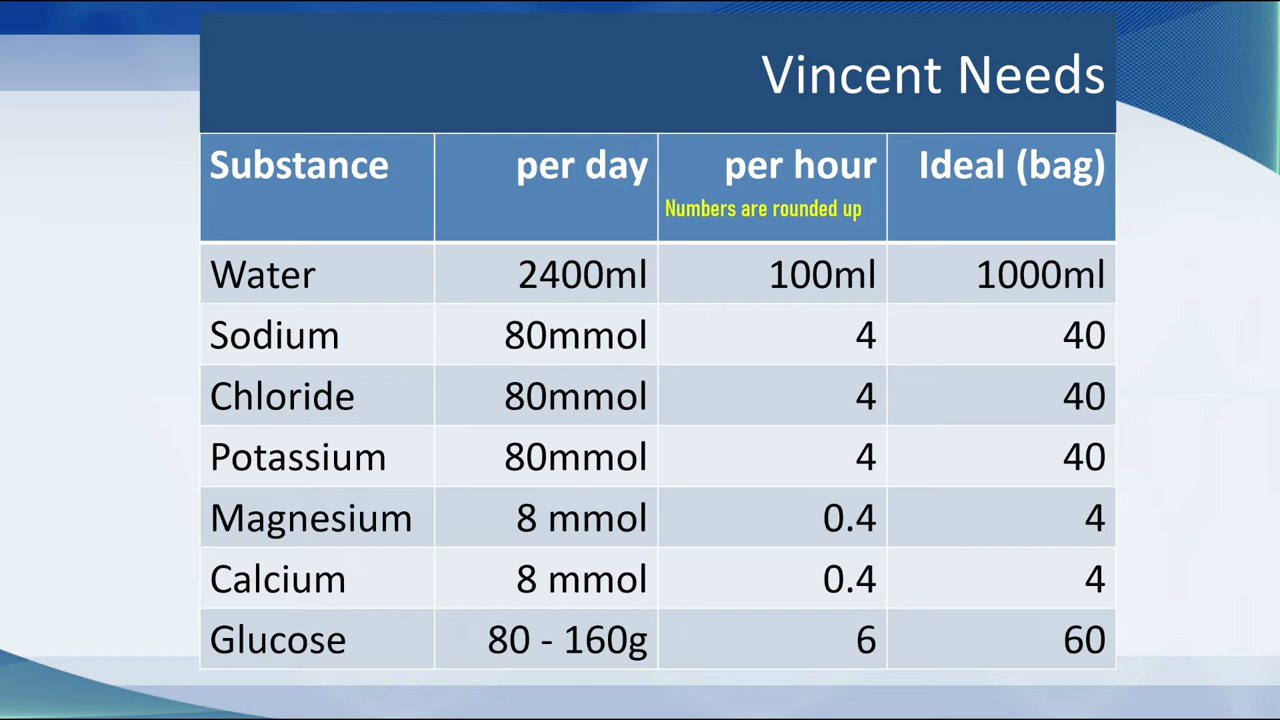 Vincent Needs
Substance per day per hour Ideal (bag)
Numbers are rounded up
Water 2400ml 100ml 1000ml
Sodium 80mmol 4 40
Chloride 80mmol 4 40
Potassium 80mmol 4 40
Magnesium 8 mmol 0.4 4
Calcium 8 mmol 0.4 4
Glucose 80 - 160g 6 60